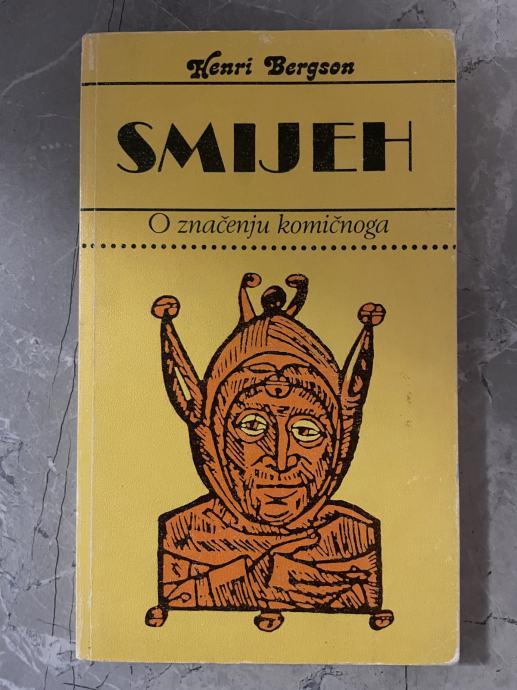 Henri Bergson
SMIJEH
O značenju komičnoga